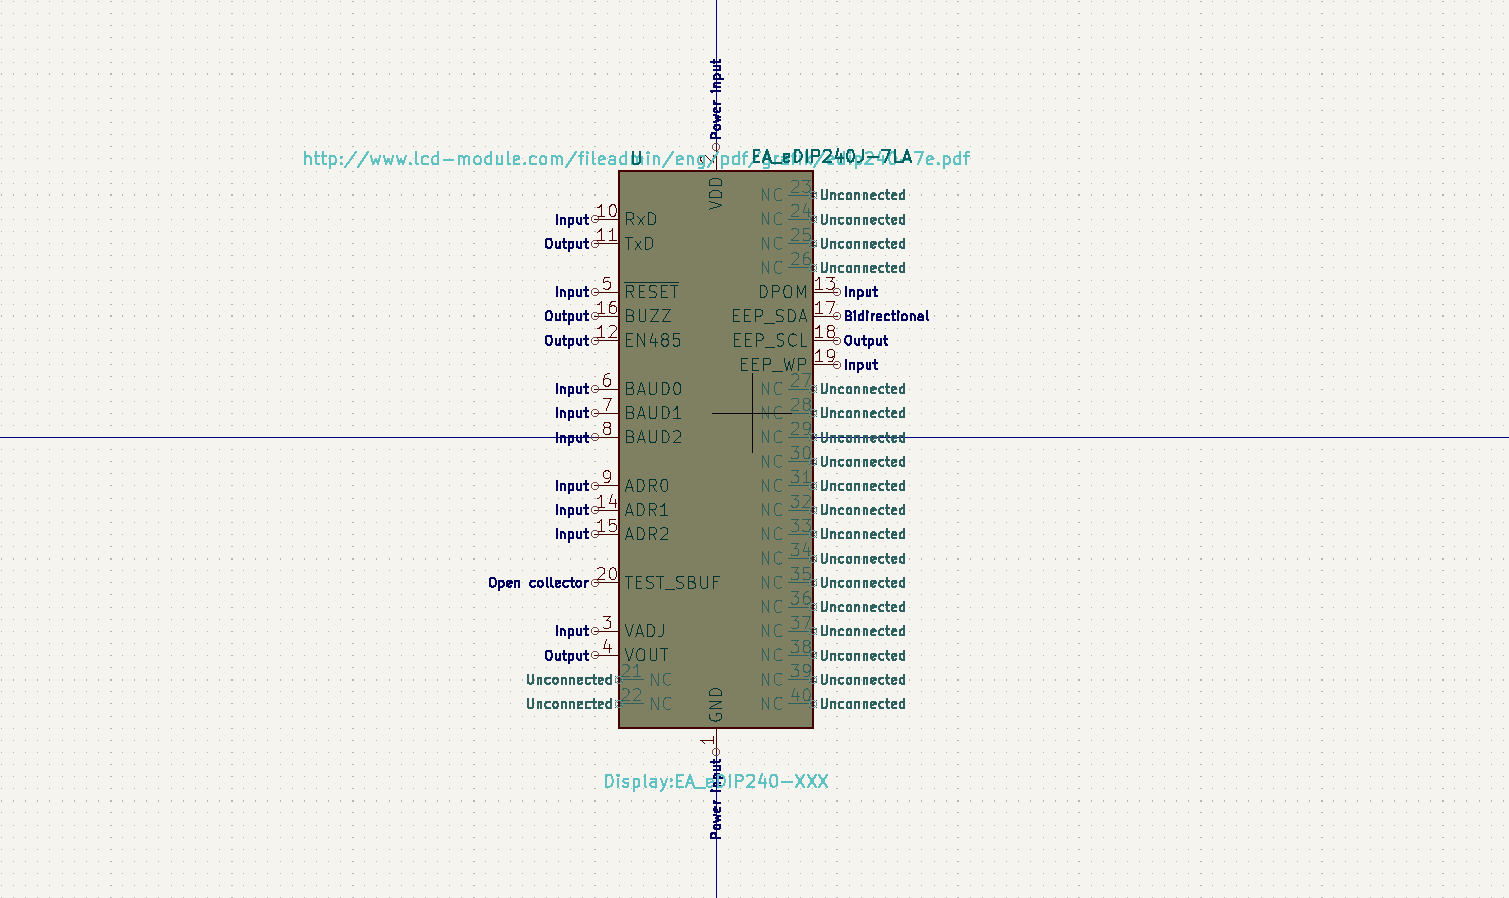 Power Input
http://www.lcd-module.com/fileadmin/eng/pdf/grafik/edip240-7e.pdf
U
EA_eDIP240J-7LA
2
VDD
NC 23 Unconnected
Input 10 RxD NC 24 Unconnected
Output 11 TxD NC 25 Unconnected
NC 26 Unconnected
Input 5 RESET DPOM 13 Input
Output 16 BUZZ EEP_SDA 17 Bidirectional
Output 12 EN485 EEP_SCL 18 Output
EEP_WP 19 Input
Input 6 BAUD0 NC 27 Unconnected
Input 7 BAUD1 NC 28 Unconnected
Input 8 BAUD2 NC 29 Unconnected
NC 30 Unconnected
Input 9 ADR0 NC 31 Unconnected
Input 14 ADR1 NC 32 Unconnected
Input 15 ADR2 NC 33 Unconnected
NC 34 Unconnected
Open collector 20 TEST_SBUF NC 35 Unconnected
NC 36 Unconnected
Input 3 VADJ NC 37 Unconnected
Output 4 VOUT NC 38 Unconnected
Unconnected 21 NC NC 39 Unconnected
Unconnected 22 NC NC 40 Unconnected
GND
1
Power Input
Display:EA_eDIP240-XXX